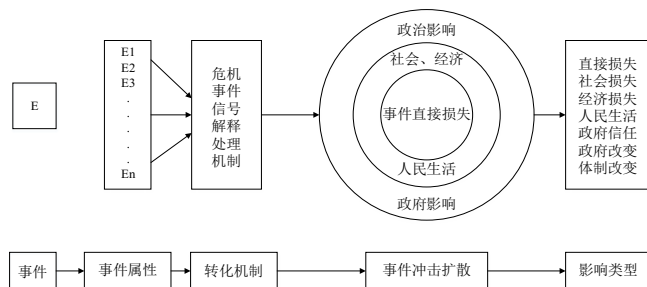 E
E1
E2
E3
.
.
.
.
.
En
危机
事件
信号
解释
处理
机制
政治影响
社会、经济
事件直接损失
人民生活
政府影响
直接损失
社会损失
经济损失
人民生活
政府信任
政府改变
体制改变
事件
事件属性
转化机制
事件冲击扩散
影响类型